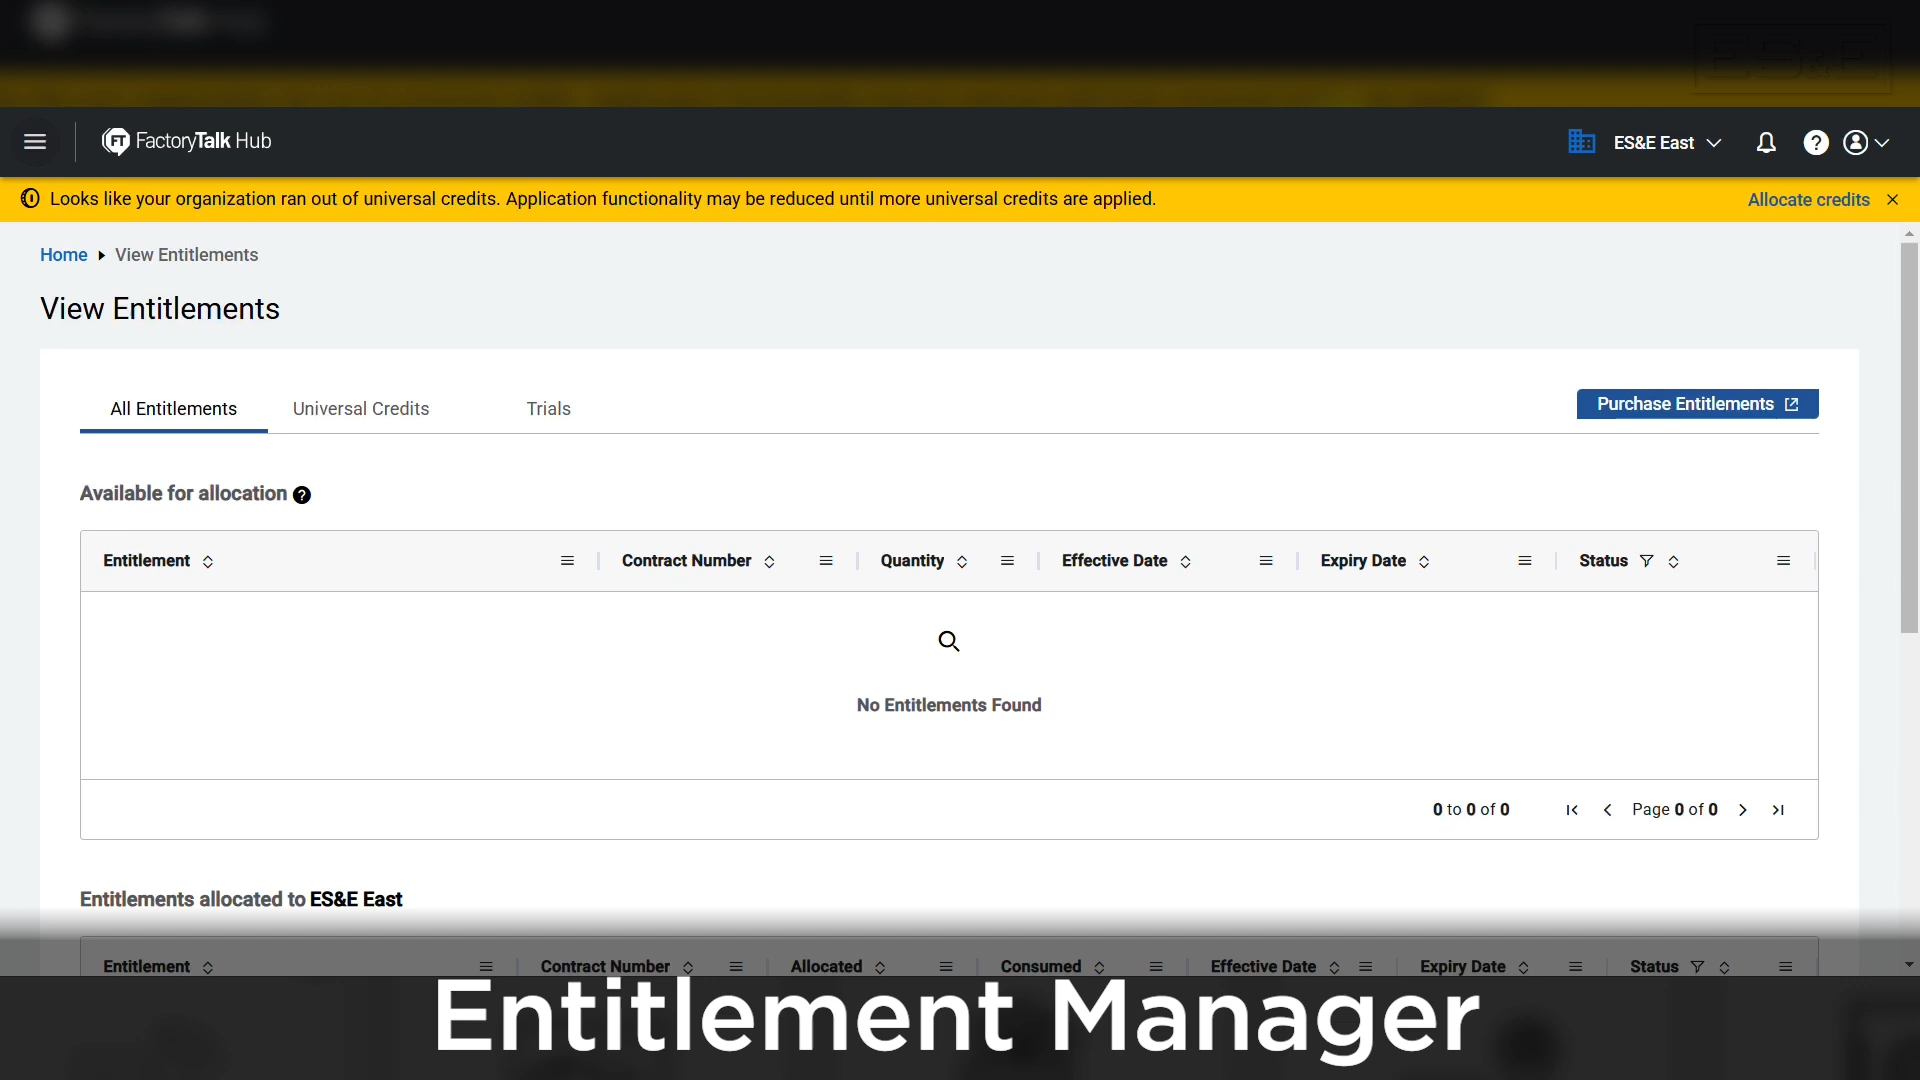 FactoryTalk Hub
ES&E East
Looks like your organization ran out of universal credits. Application functionality may be reduced until more universal credits are applied.
Allocate credits
Home View Entitlements
View Entitlements
All Entitlements Universal Credits Trials
Purchase Entitlements
Available for allocation
Entitlement Contract Number Quantity Effective Date Expiry Date Status
No Entitlements Found
0 to 0 of 0 Page 0 of 0
Entitlements allocated to ES&E East
Entitlement Contract Number Allocated Consumed Effective Date Expiry Date Status
Entitlement Manager